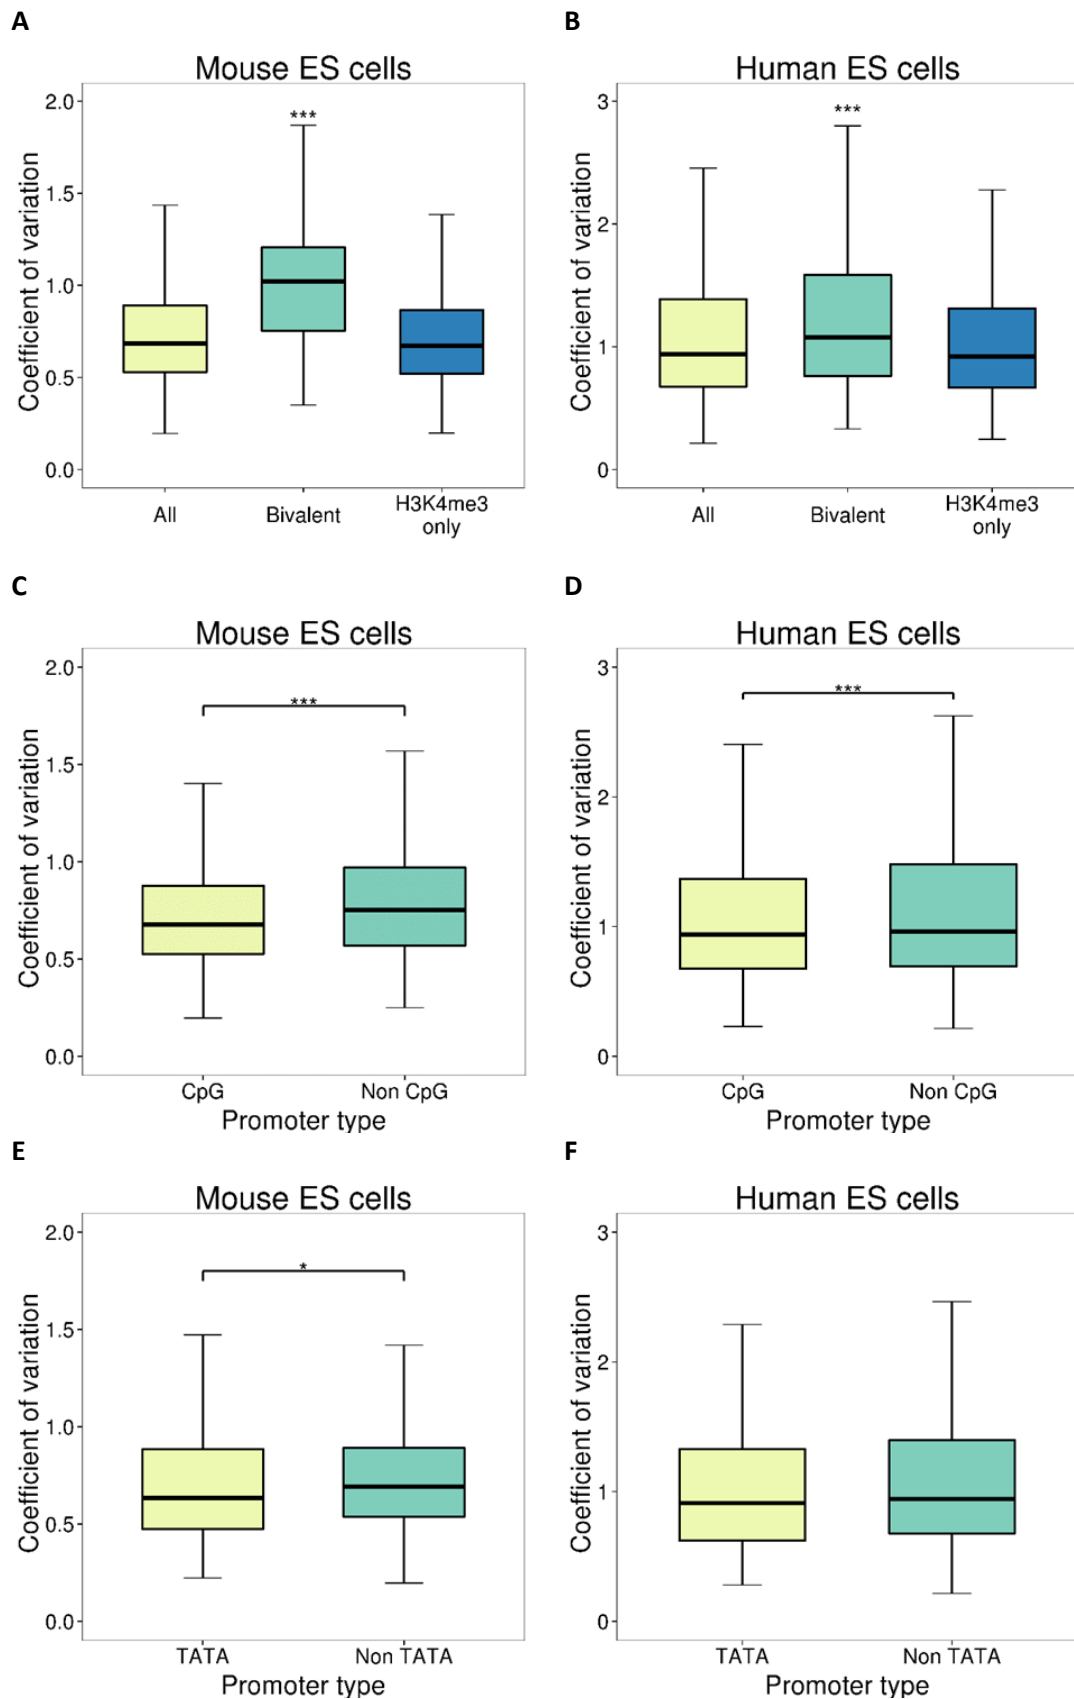 A
Mouse ES cells
Coefficient of variation
2.0
***
1.5
1.0
0.5
0.0
All
Bivalent
H3K4me3
only
B
Human ES cells
Coefficient of variation
3
***
2
1
0
All
Bivalent
H3K4me3
only
C
Mouse ES cells
Coefficient of variation
2.0
***
1.5
1.0
0.5
0.0
CpG
Non CpG
Promoter type
D
Human ES cells
Coefficient of variation
3
***
2
1
0
CpG
Non CpG
Promoter type
E
Mouse ES cells
Coefficient of variation
2.0
*
1.5
1.0
0.5
0.0
TATA
Non TATA
Promoter type
F
Human ES cells
Coefficient of variation
3
2
1
0
TATA
Non TATA
Promoter type